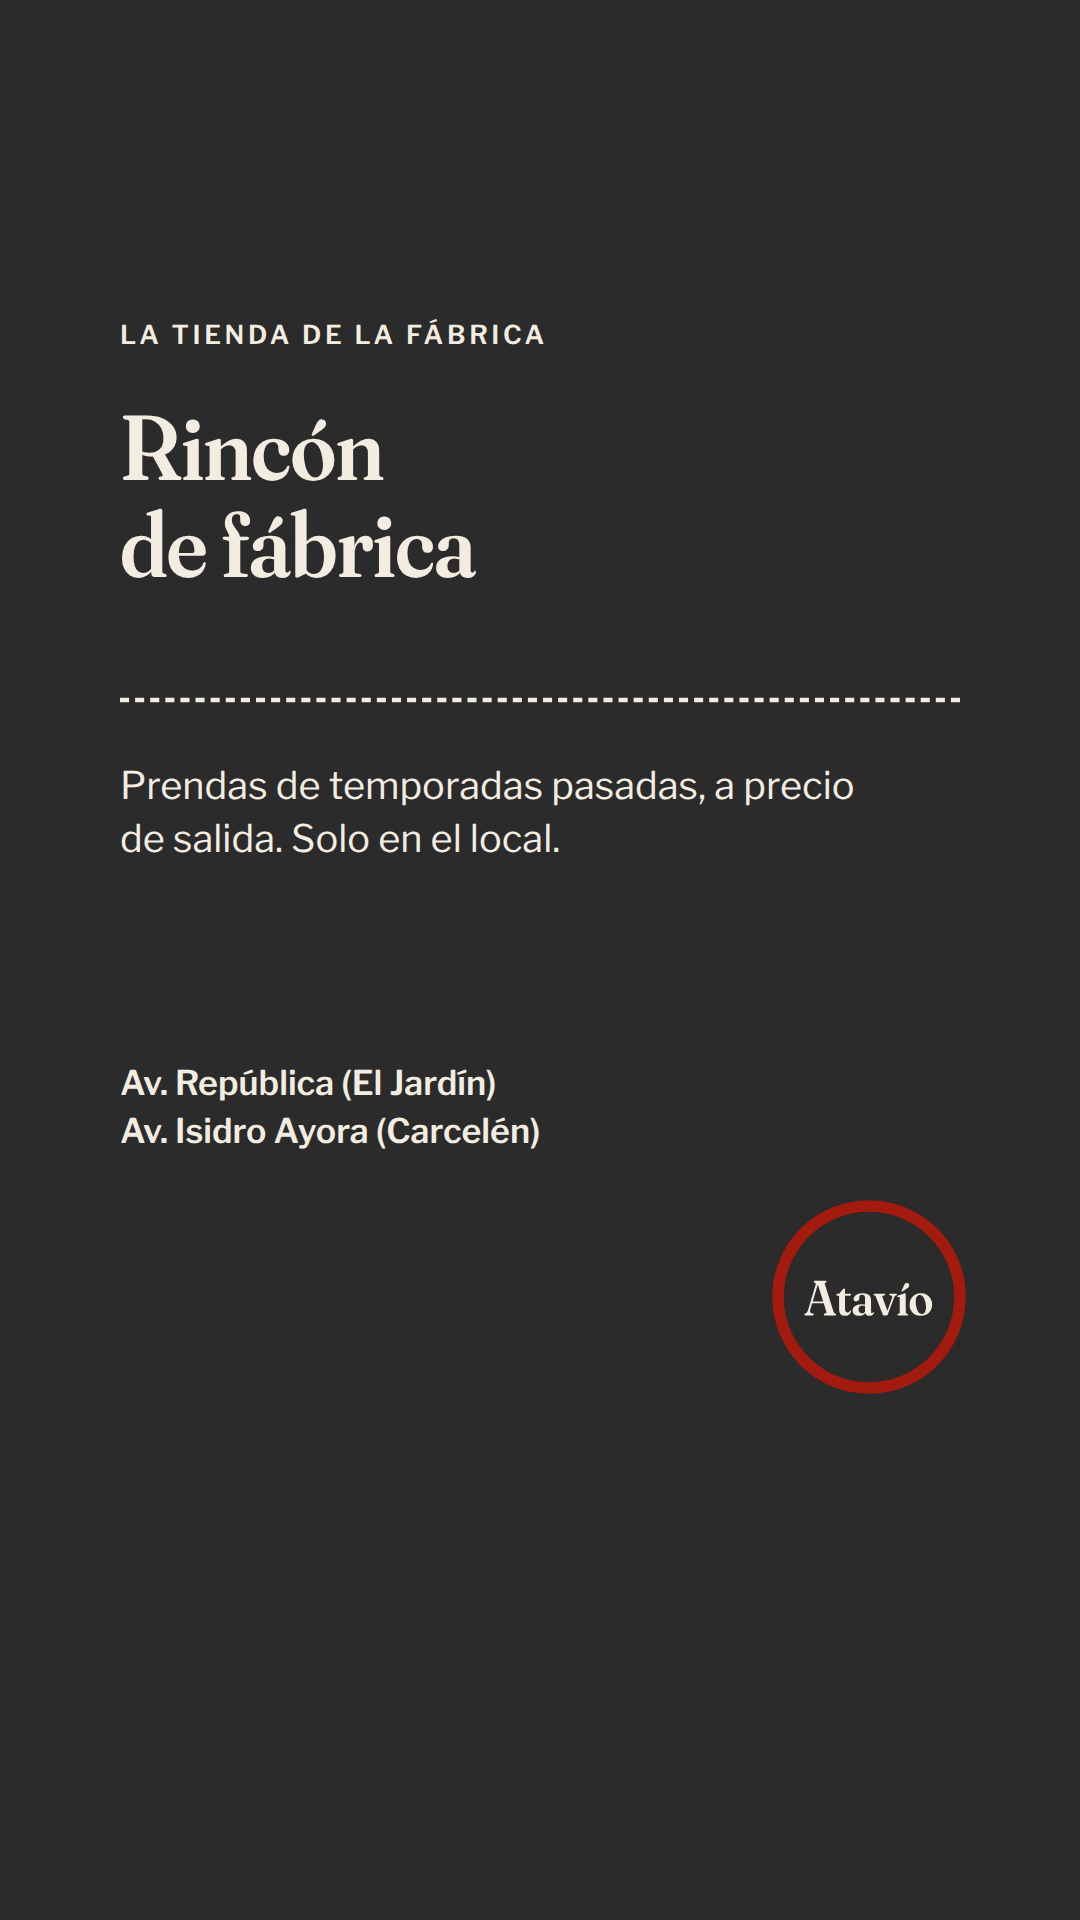 LA TIENDA DE LA FÁBRICA
Rincón
de fábrica
Prendas de temporadas pasadas, a precio
de salida. Solo en el local.
Av. República (El Jardín)
Av. Isidro Ayora (Carcelén)
Atavío